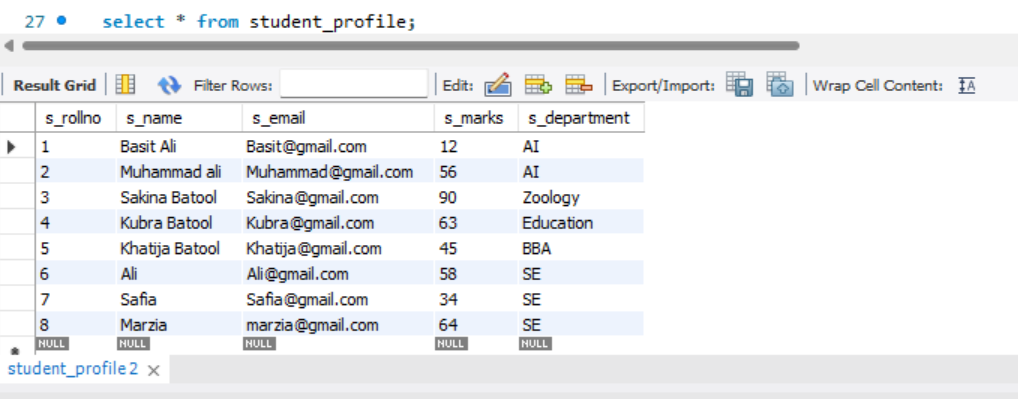 27 select * from student_profile;
Result Grid Filter Rows: Edit: Export/Import: Wrap Cell Content: IA
s_rollno s_name s_email s_marks s_department
1 Basit Ali Basit@gmail.com 12 AI
2 Muhammad ali Muhammad@gmail.com 56 AI
3 Sakina Batool Sakina@gmail.com 90 Zoology
4 Kubra Batool Kubra@gmail.com 63 Education
5 Khatija Batool Khatija@gmail.com 45 BBA
6 Ali Ali@gmail.com 58 SE
7 Safia Safia@gmail.com 34 SE
8 Marzia marzia@gmail.com 64 SE
NULL NULL NULL NULL NULL
student_profile 2